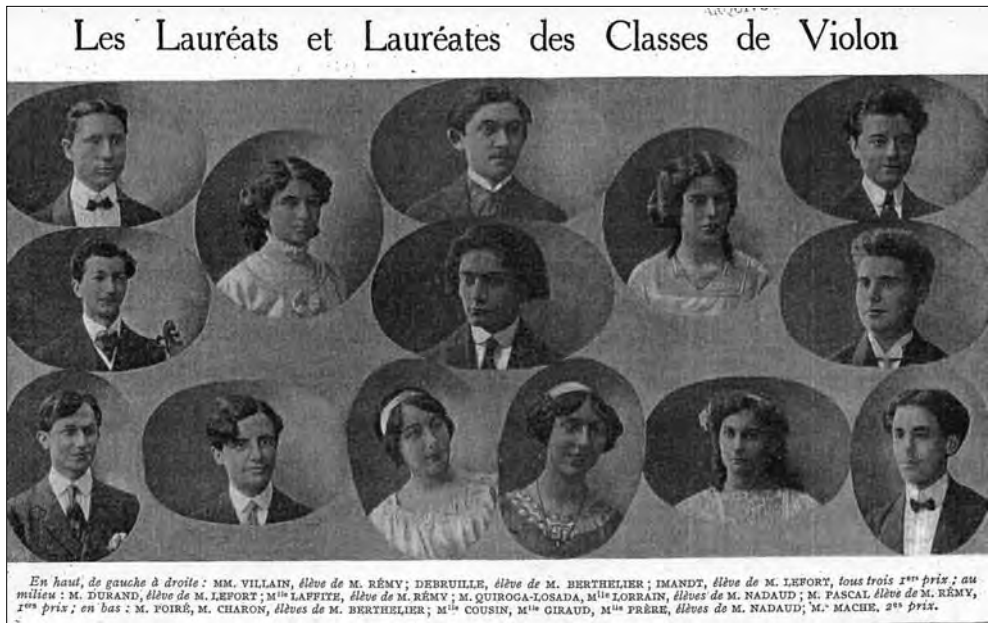 Les Lauréats et Lauréates des Classes de Violon
En haut, de gauche à droite : MM. VILLAIN, élève de M. RÉMY ; DEBRUILLE, élève de M. BERTHELIER ; IMANDT, élève de M. LEFORT, tous trois 1ers prix ; au
milieu : M. DURAND, élève de M. LEFORT ; Mlle LAFFITE, élève de M. RÉMY ; M. QUIROGA-LOSADA, Mlle LORRAIN, élèves de M. NADAUD ; M. PASCAL élève de M. RÉMY,
1ers prix ; en bas : M. POIRÉ, M. CHARON, élèves de M. BERTHELIER ; Mlle COUSIN, Mlle GIRAUD, Mlle PRÈRE, élèves de M. NADAUD ; M. MACHE. 2es prix.